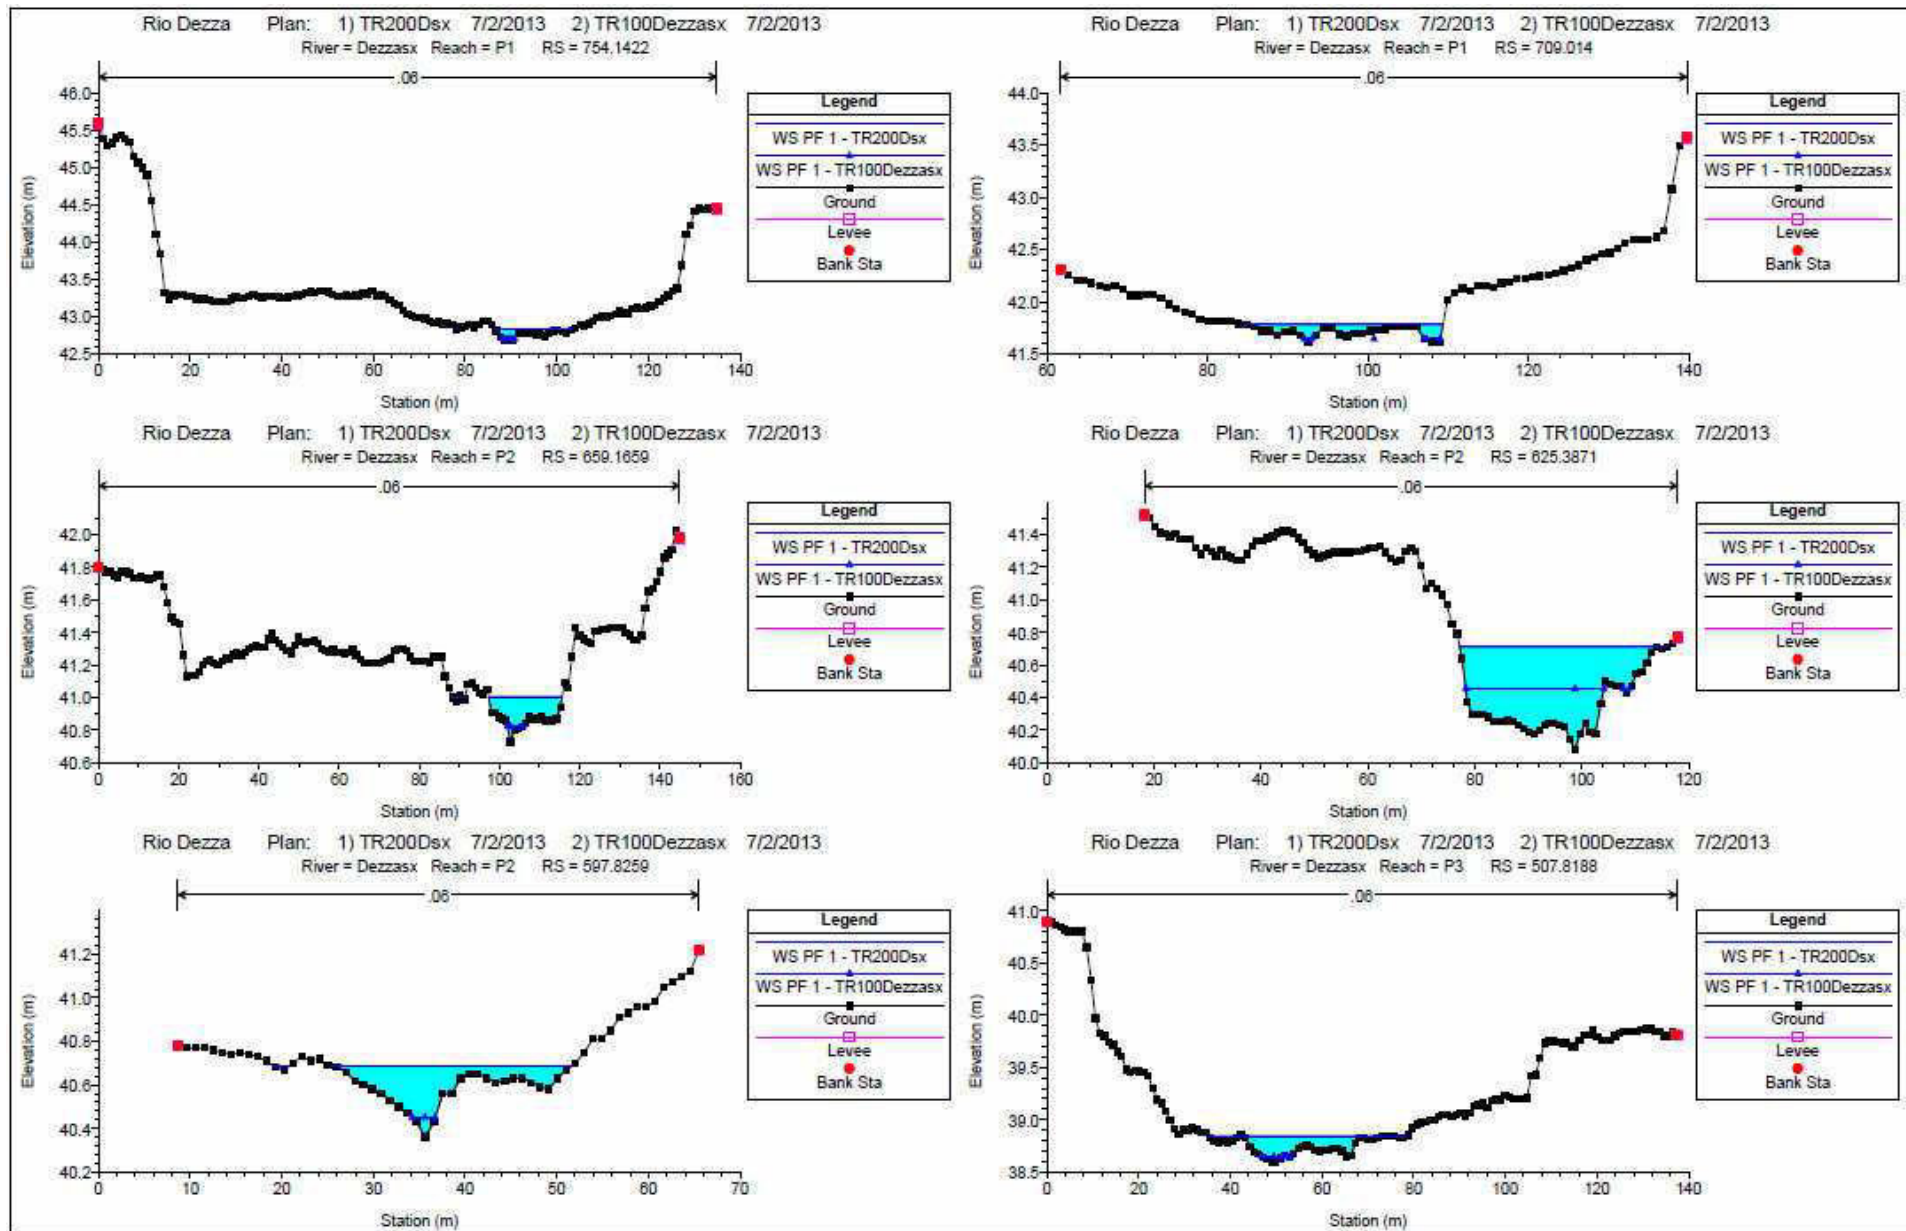 Rio Dezza Plan: 1) TR200Dsx 7/2/2013 2) TR100Dezzasx 7/2/2013
River = Dezzasx Reach = P1 RS = 754.1422
.06
46.0
45.5
45.0
44.5
44.0
43.5
43.0
42.5
Elevation (m)
0 20 40 60 80 100 120 140
Station (m)
Legend
WS PF 1 - TR200Dsx
WS PF 1 - TR100Dezzasx
Ground
Levee
Bank Sta
Rio Dezza Plan: 1) TR200Dsx 7/2/2013 2) TR100Dezzasx 7/2/2013
River = Dezzasx Reach = P1 RS = 709.014
.06
44.0
43.5
43.0
42.5
42.0
41.5
Elevation (m)
60 80 100 120 140
Station (m)
Legend
WS PF 1 - TR200Dsx
WS PF 1 - TR100Dezzasx
Ground
Levee
Bank Sta
Rio Dezza Plan: 1) TR200Dsx 7/2/2013 2) TR100Dezzasx 7/2/2013
River = Dezzasx Reach = P2 RS = 659.1659
.06
42.0
41.8
41.6
41.4
41.2
41.0
40.8
40.6
Elevation (m)
0 20 40 60 80 100 120 140 160
Station (m)
Legend
WS PF 1 - TR200Dsx
WS PF 1 - TR100Dezzasx
Ground
Levee
Bank Sta
Rio Dezza Plan: 1) TR200Dsx 7/2/2013 2) TR100Dezzasx 7/2/2013
River = Dezzasx Reach = P2 RS = 625.3871
.06
41.4
41.2
41.0
40.8
40.6
40.4
40.2
40.0
Elevation (m)
0 20 40 60 80 100 120
Station (m)
Legend
WS PF 1 - TR200Dsx
WS PF 1 - TR100Dezzasx
Ground
Levee
Bank Sta
Rio Dezza Plan: 1) TR200Dsx 7/2/2013 2) TR100Dezzasx 7/2/2013
River = Dezzasx Reach = P2 RS = 597.8259
.06
41.2
41.0
40.8
40.6
40.4
40.2
Elevation (m)
0 10 20 30 40 50 60 70
Station (m)
Legend
WS PF 1 - TR200Dsx
WS PF 1 - TR100Dezzasx
Ground
Levee
Bank Sta
Rio Dezza Plan: 1) TR200Dsx 7/2/2013 2) TR100Dezzasx 7/2/2013
River = Dezzasx Reach = P3 RS = 507.8188
.06
41.0
40.5
40.0
39.5
39.0
38.5
Elevation (m)
0 20 40 60 80 100 120 140
Station (m)
Legend
WS PF 1 - TR200Dsx
WS PF 1 - TR100Dezzasx
Ground
Levee
Bank Sta